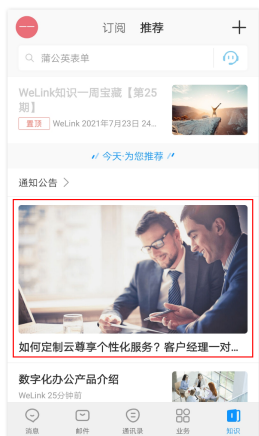 一一
订阅 推荐
蒲公英表单
WeLink知识一周宝藏【第25
期】
置顶 WeLink 2021年7月23日 24...
今天·为您推荐
通知公告 >
如何定制云尊享个性化服务？客户经理一对...
数字化办公产品介绍
WeLink 25分钟前
消息 邮件 通讯录 业务 知识